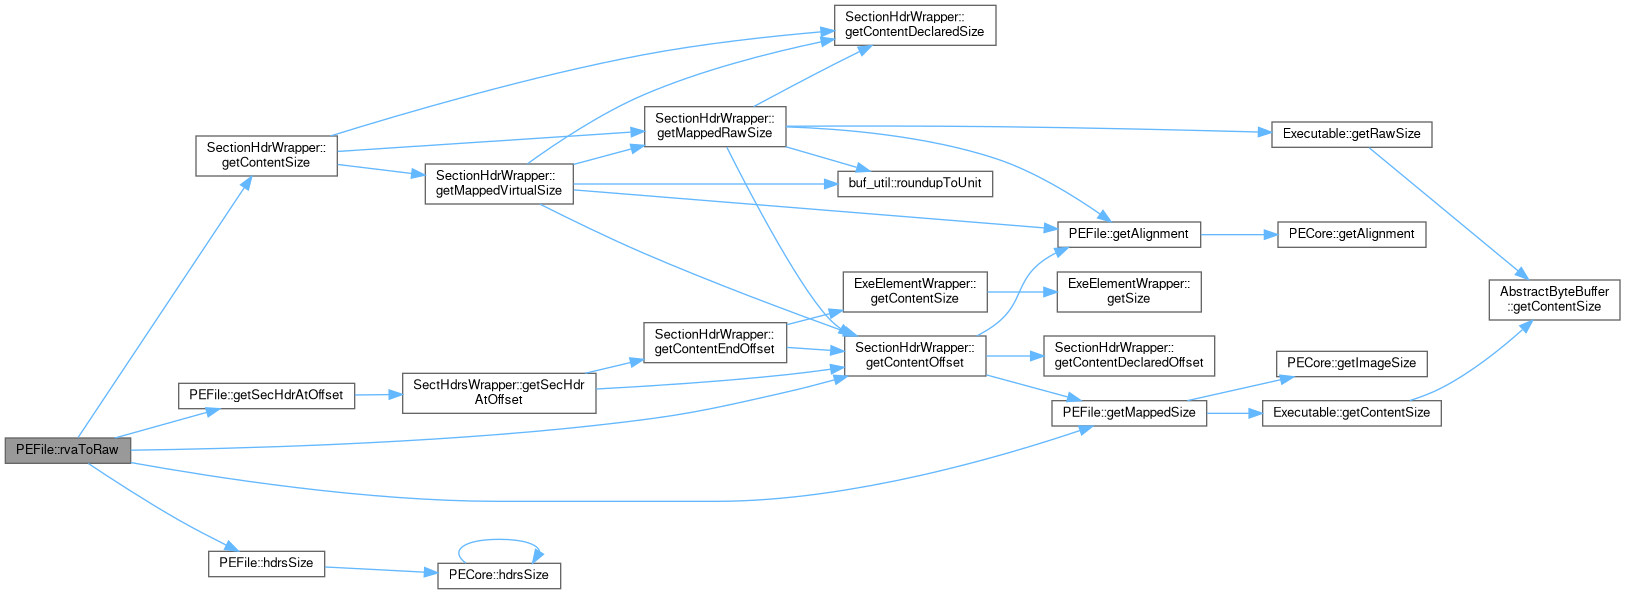 SectionHdrWrapper::
getContentDeclaredSize
SectionHdrWrapper::
getMappedRawSize
Executable::getRawSize
SectionHdrWrapper::
getContentSize
SectionHdrWrapper::
getMappedVirtualSize
buf_util::roundupToUnit
PEFile::getAlignment
PECore::getAlignment
ExeElementWrapper::
getContentSize
ExeElementWrapper::
getSize
AbstractByteBuffer
::getContentSize
SectionHdrWrapper::
getContentEndOffset
SectionHdrWrapper::
getContentOffset
SectionHdrWrapper::
getContentDeclaredOffset
PECore::getImageSize
PEFile::getSecHdrAtOffset
SectHdrsWrapper::getSecHdr
AtOffset
PEFile::getMappedSize
Executable::getContentSize
PEFile::rvaToRaw
PEFile::hdrsSize
PECore::hdrsSize